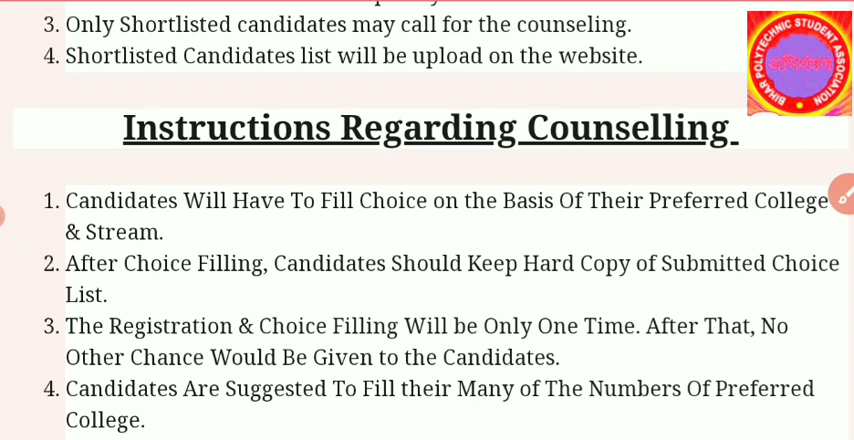 3. Only Shortlisted candidates may call for the counseling.
4. Shortlisted Candidates list will be upload on the website.
BIHAR POLYTECHNIC STUDENT ASSOCIATION
Instructions Regarding Counselling
1. Candidates Will Have To Fill Choice on the Basis Of Their Preferred College
& Stream.
2. After Choice Filling, Candidates Should Keep Hard Copy of Submitted Choice
List.
3. The Registration & Choice Filling Will be Only One Time. After That, No
Other Chance Would Be Given to the Candidates.
4. Candidates Are Suggested To Fill their Many of The Numbers Of Preferred
College.